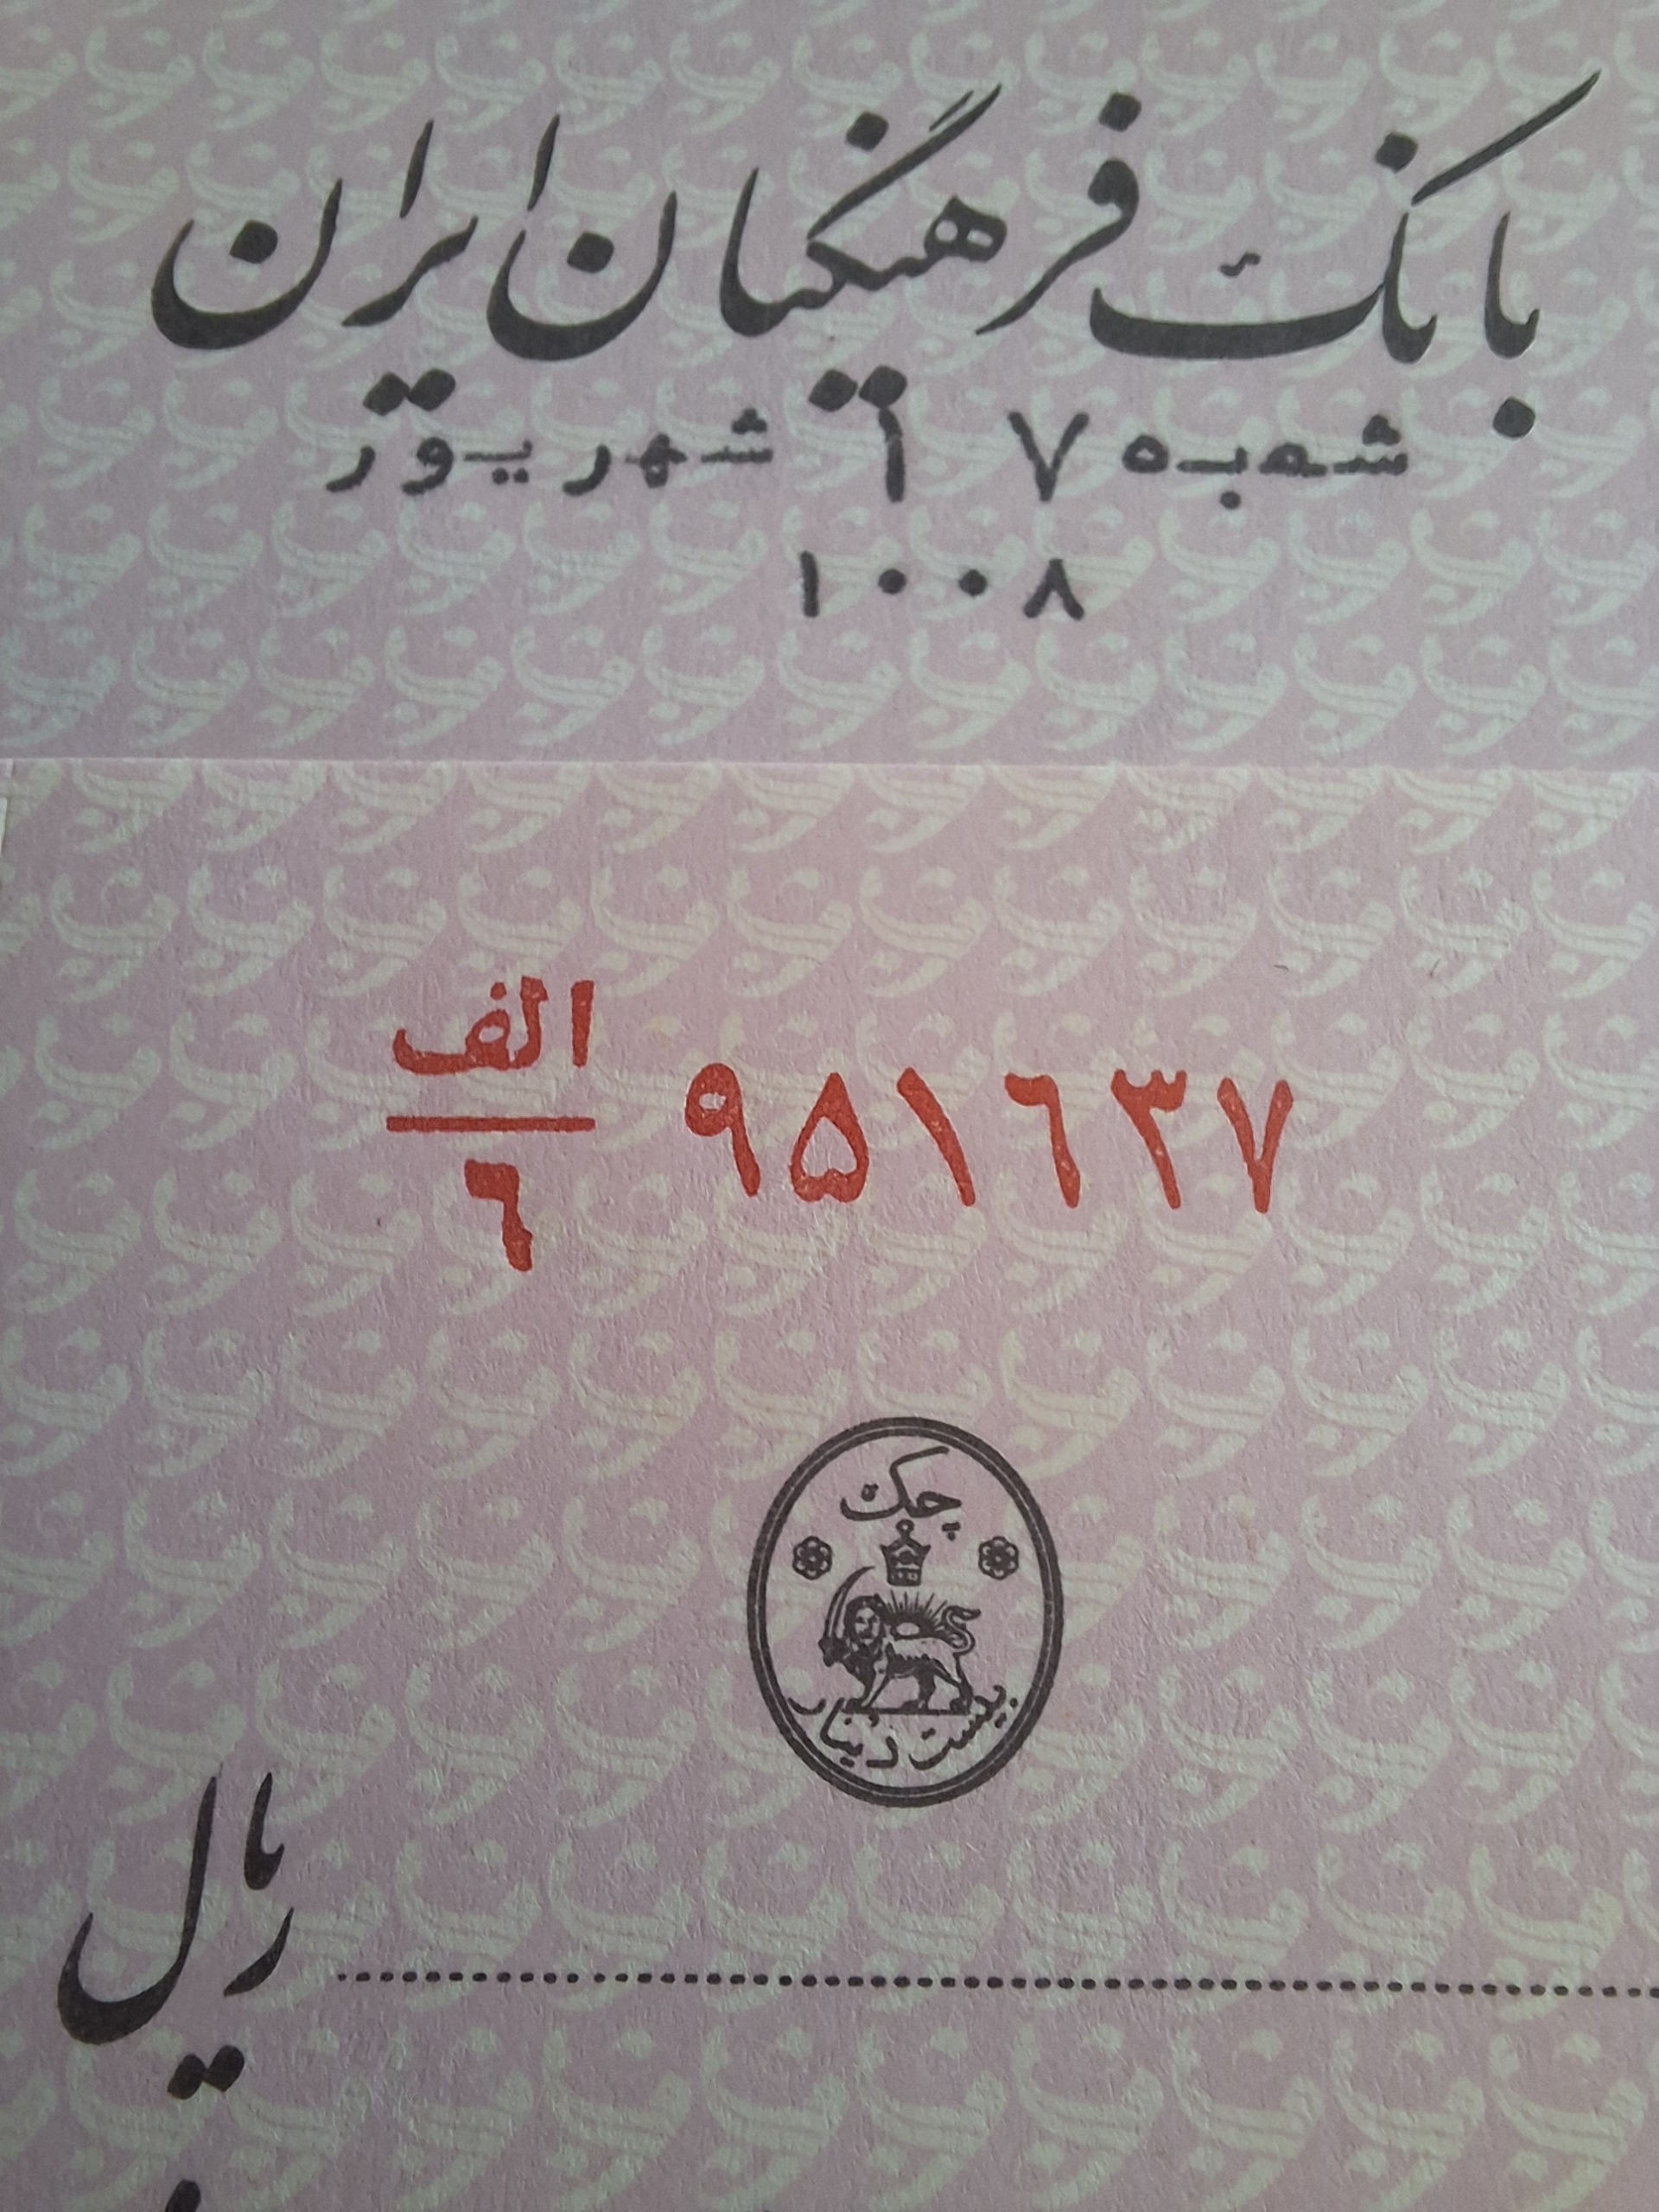 بانک فرهنگیان ایران
شعبه ۱۷ شهریور
۱۰۰۸
الف
۹۵۱۶۳۷
۶
چک
بیست دینار
ریال